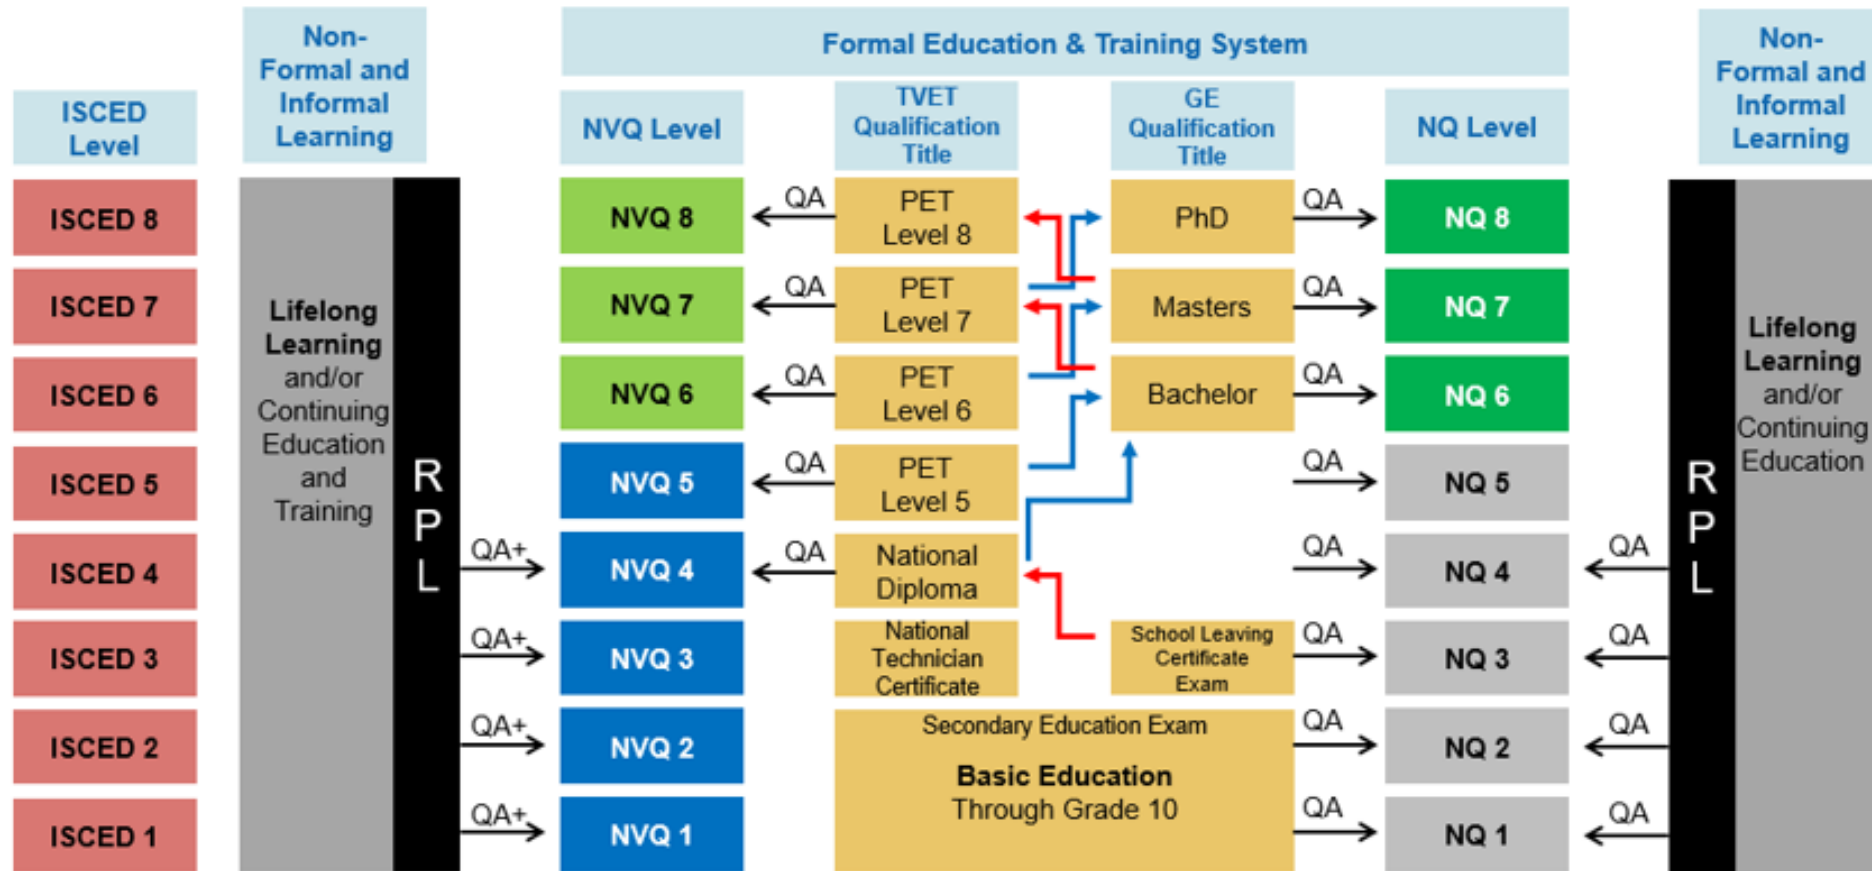 Non-
Formal and
Informal
Learning
Formal Education & Training System
Non-
Formal and
Informal
Learning
ISCED
Level
NVQ Level
TVET
Qualification
Title
GE
Qualification
Title
NQ Level
ISCED 8
NVQ 8
QA
PET
Level 8
PhD
QA
NQ 8
ISCED 7
NVQ 7
QA
PET
Level 7
Masters
QA
NQ 7
ISCED 6
NVQ 6
QA
PET
Level 6
Bachelor
QA
NQ 6
ISCED 5
NVQ 5
QA
PET
Level 5
QA
NQ 5
ISCED 4
QA+
NVQ 4
QA
National
Diploma
QA
NQ 4
QA
ISCED 3
QA+
NVQ 3
National
Technician
Certificate
School Leaving
Certificate
Exam
QA
NQ 3
QA
ISCED 2
QA+
NVQ 2
Secondary Education Exam
QA
NQ 2
QA
Basic Education
Through Grade 10
ISCED 1
QA+
NVQ 1
QA
NQ 1
QA
Lifelong
Learning
and/or
Continuing
Education
and
Training
R
P
L
R
P
L
Lifelong
Learning
and/or
Continuing
Education